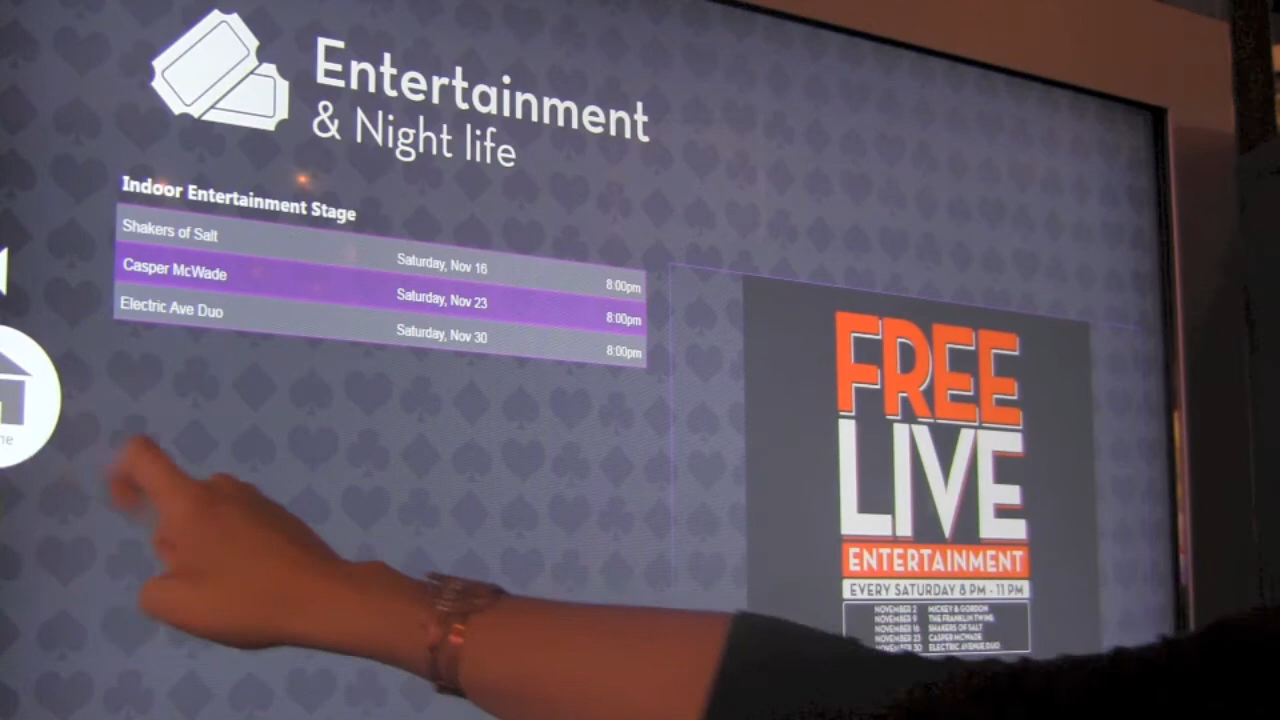 Entertainment
& Night life
Indoor Entertainment Stage
Shakers of Salt Saturday, Nov 16 8:00pm
Casper McWade Saturday, Nov 23 8:00pm
Electric Ave Duo Saturday, Nov 30 8:00pm
FREE
LIVE
ENTERTAINMENT
EVERY SATURDAY 8 PM - 11 PM
NOVEMBER 2 MICKEY & GORDON
NOVEMBER 9 THE FRANKLIN TWINS
NOVEMBER 16 SHAKERS OF SALT
NOVEMBER 23 CASPER MCWADE
NOVEMBER 30 ELECTRIC AVENUE DUO